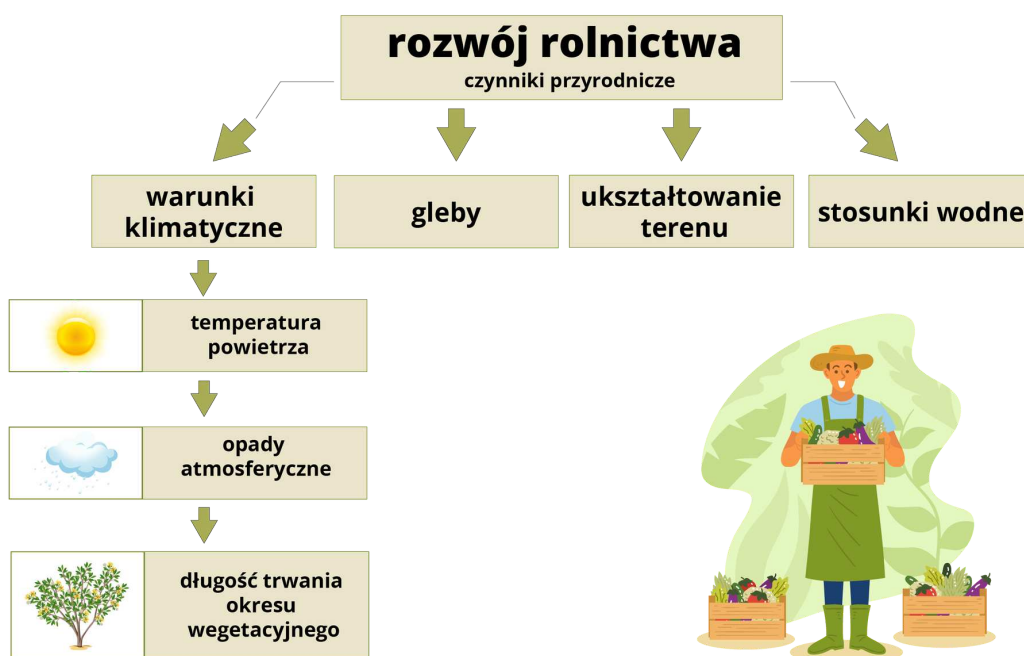 rozwój rolnictwa
czynniki przyrodnicze
warunki
klimatyczne
gleby
ukształtowanie
terenu
stosunki wodne
temperatura
powietrza
opady
atmosferyczne
długość trwania
okresu
wegetacyjnego